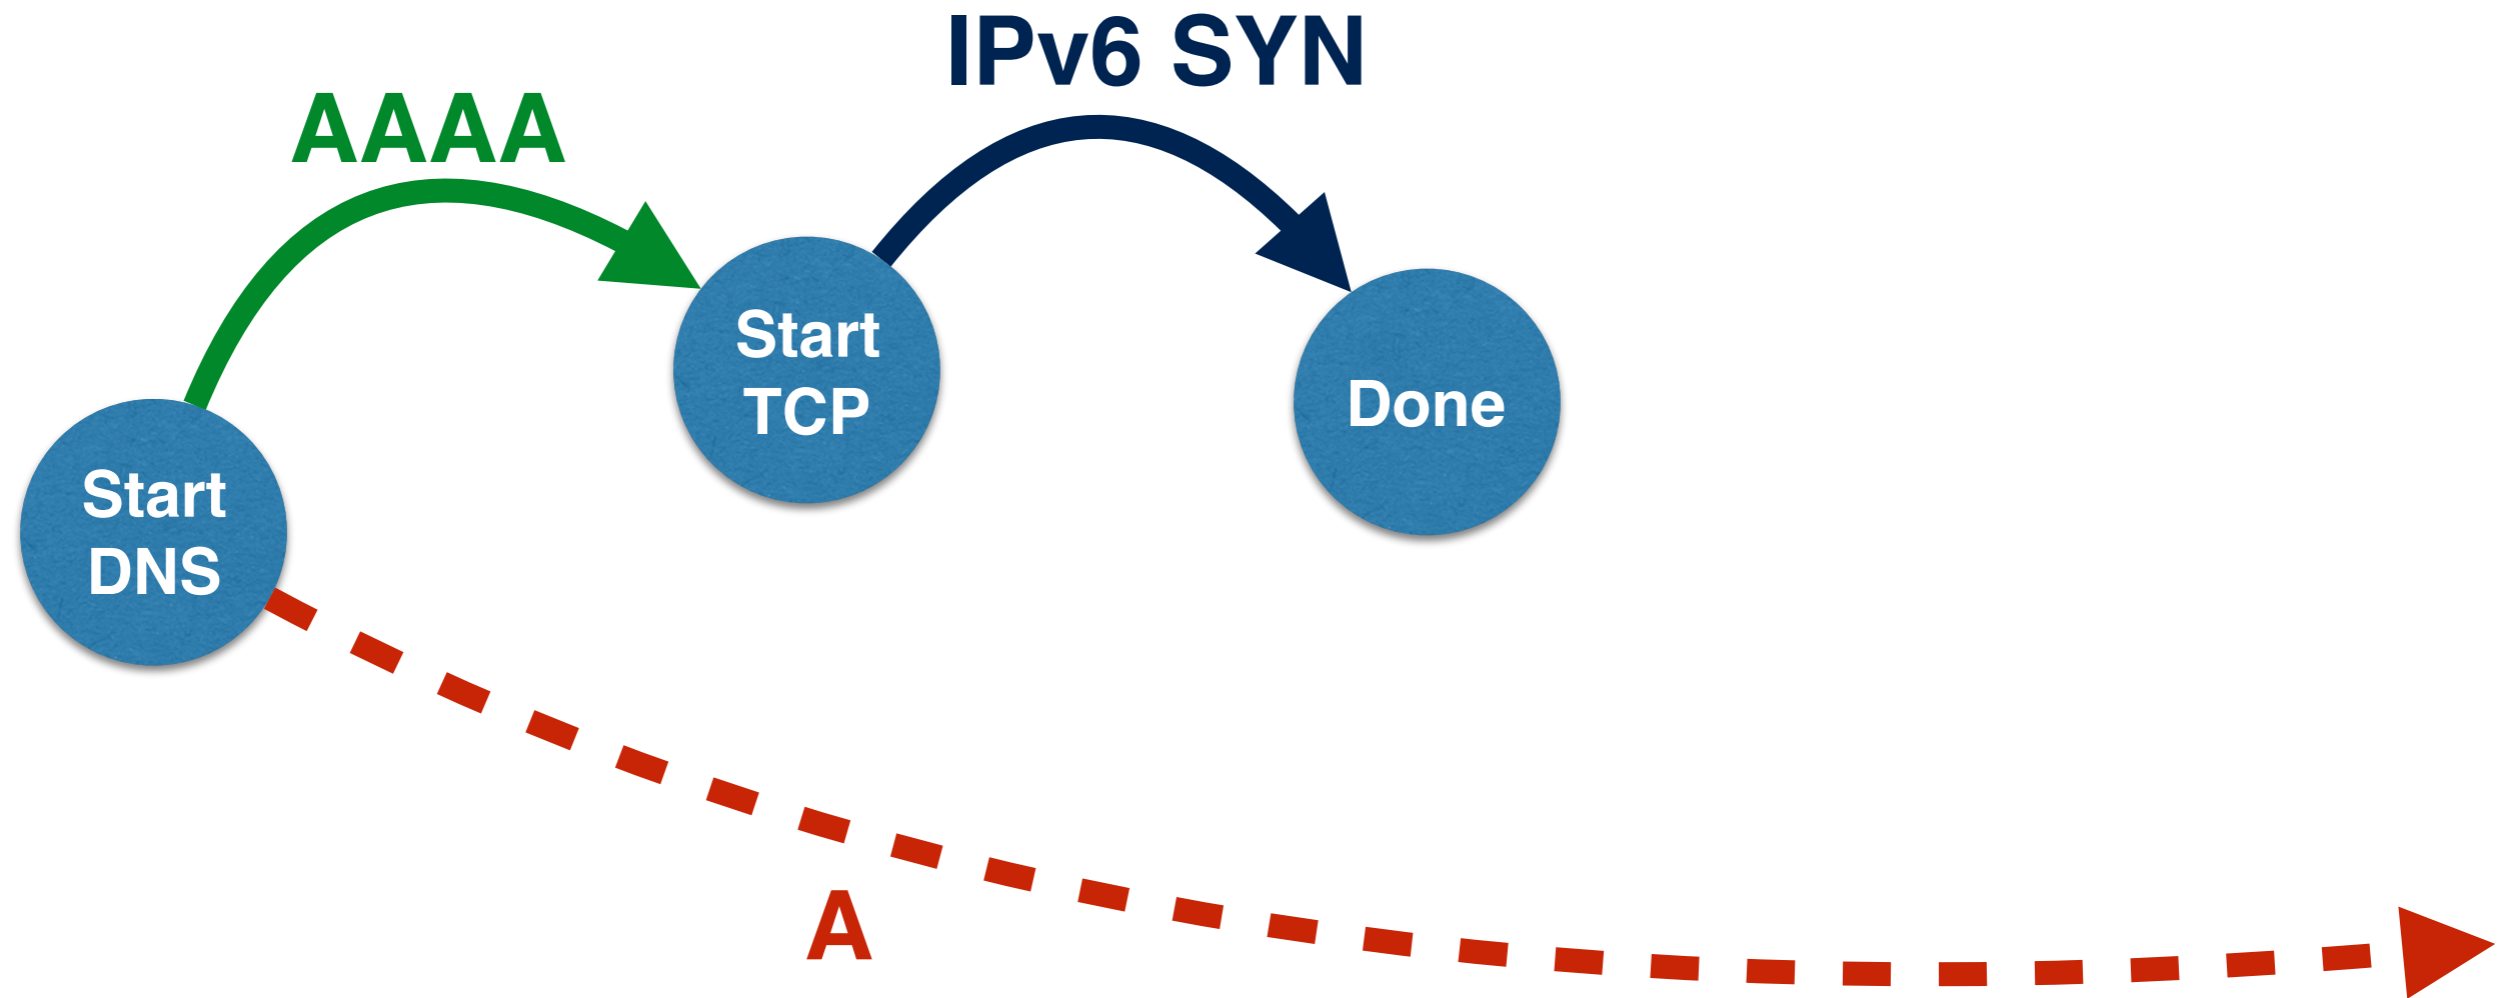 IPv6 SYN
AAAA
Start
TCP
Done
Start
DNS
A